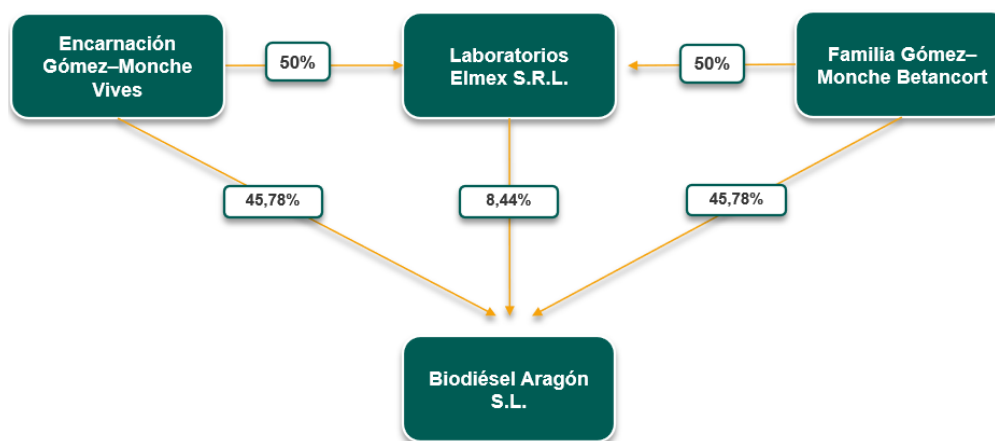 Encarnación
Gómez–Monche
Vives
50%
Laboratorios
Elmex S.R.L.
50%
Familia Gómez–
Monche Betancort
45,78%
8,44%
45,78%
Biodiésel Aragón
S.L.